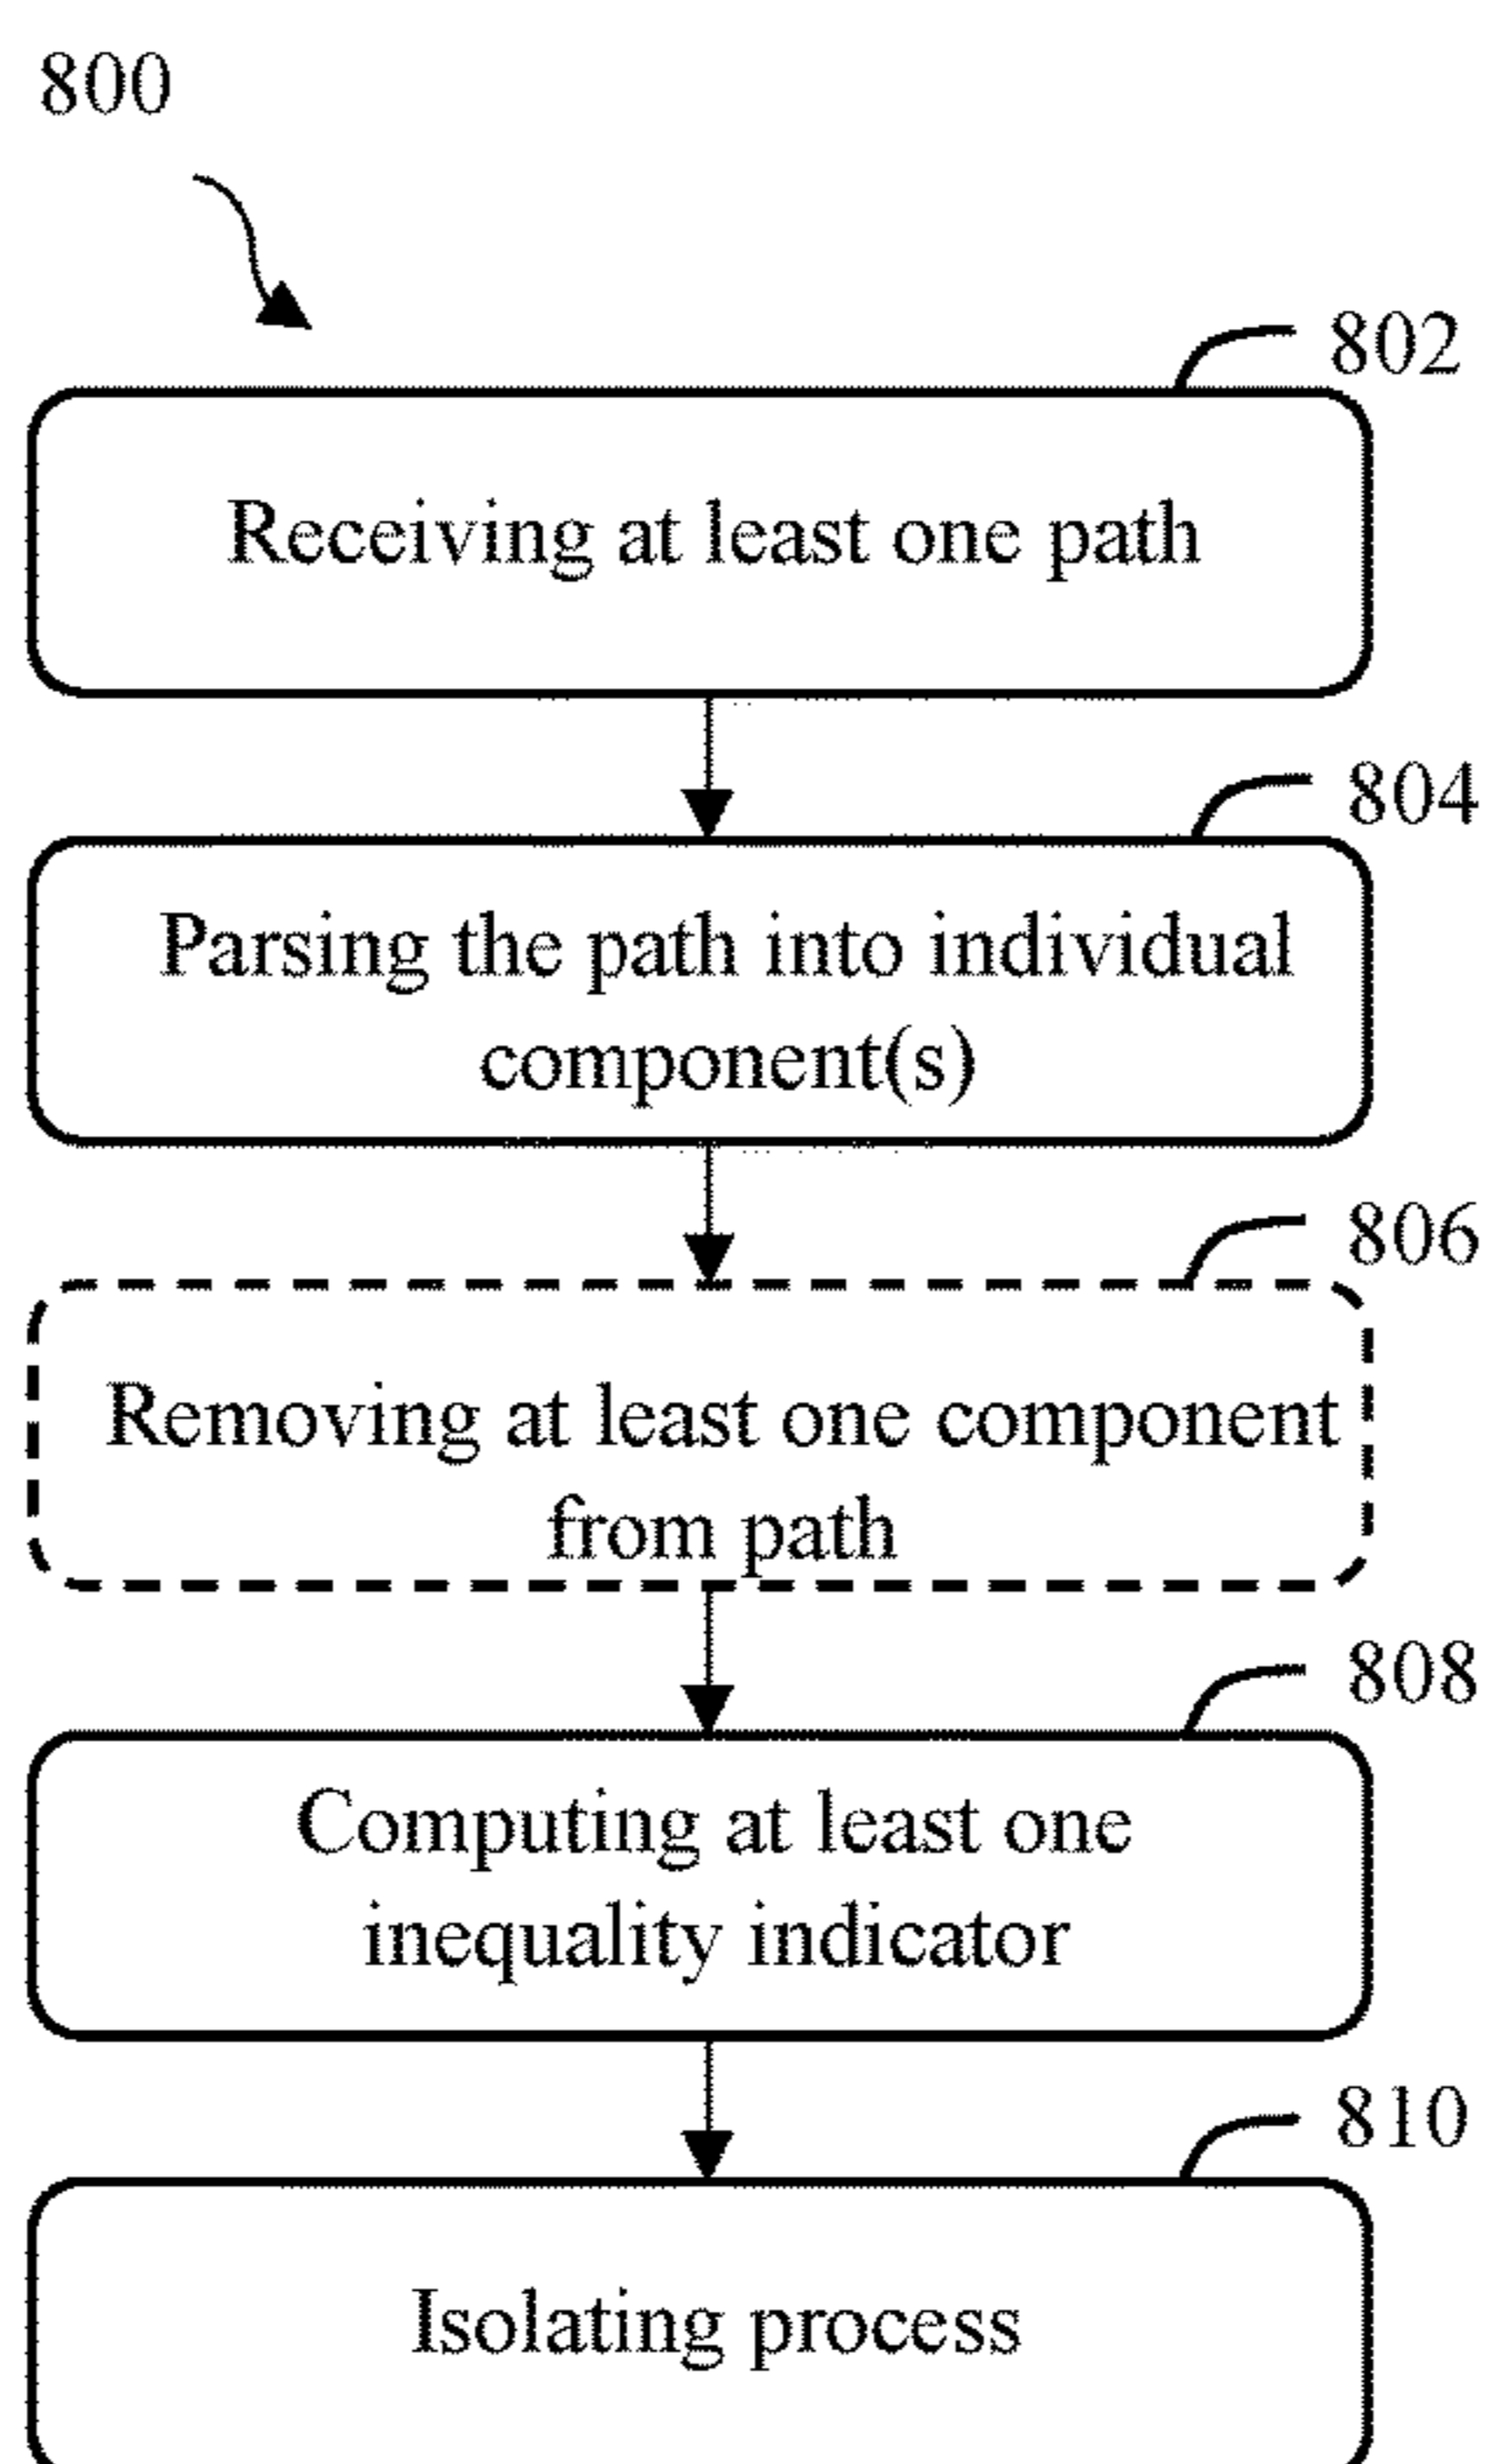 800
802
Receiving at least one path
804
Parsing the path into individual
component(s)
806
Removing at least one component
from path
808
Computing at least one
inequality indicator
810
Isolating process